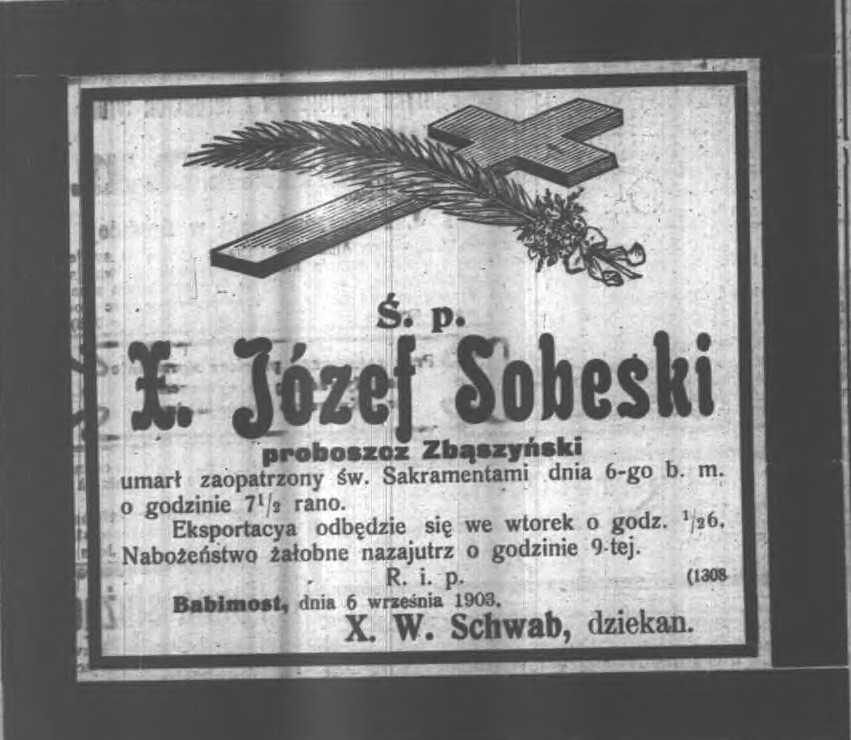 Ś. p.
X. Józef Sobeski
proboszcz Zbąszyński
umarł zaopatrzony św. Sakramentami dnia 6-go b. m.
o godzinie 7½ rano.
Eksportacya odbędzie się we wtorek o godz. ½6.
Nabożeństwo żałobne nazajutrz o godzinie 9-tej.
R. i. p. (1308
Babimost, dnia 6 września 1903.
X. W. Schwab, dziekan.